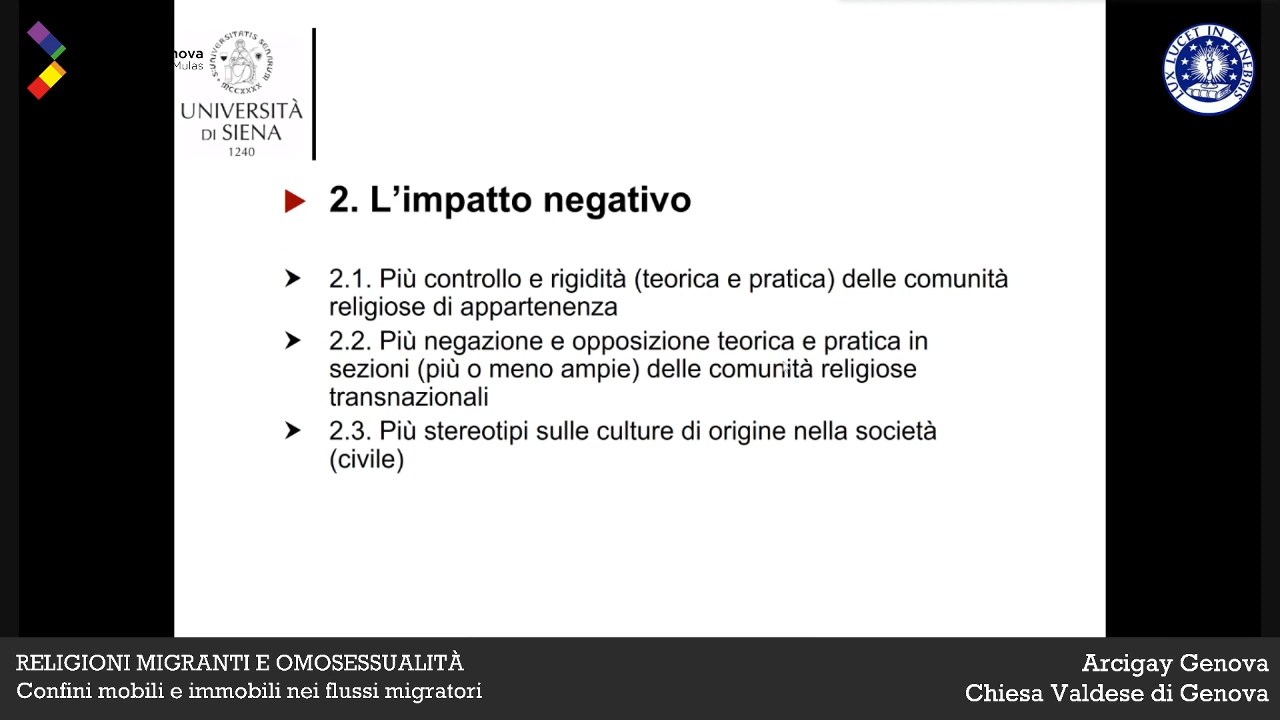 nova
Mulas
UNIVERSITÀ
DI SIENA
1240
LUX LUCET IN TENEBRIS
2. L’impatto negativo
2.1. Più controllo e rigidità (teorica e pratica) delle comunità
religiose di appartenenza
2.2. Più negazione e opposizione teorica e pratica in
sezioni (più o meno ampie) delle comunità religiose
transnazionali
2.3. Più stereotipi sulle culture di origine nella società
(civile)
RELIGIONI MIGRANTI E OMOSESSUALITÀ
Confini mobili e immobili nei flussi migratori
Arcigay Genova
Chiesa Valdese di Genova